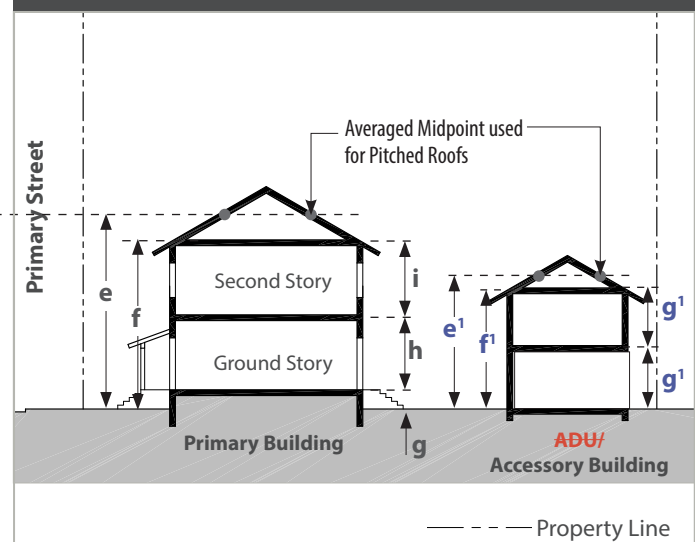 Primary Street
Averaged Midpoint used
for Pitched Roofs
e
f
Second Story
i
Ground Story
h
g
Primary Building
e¹
f¹
g¹
g¹
ADU/
Accessory Building
Property Line